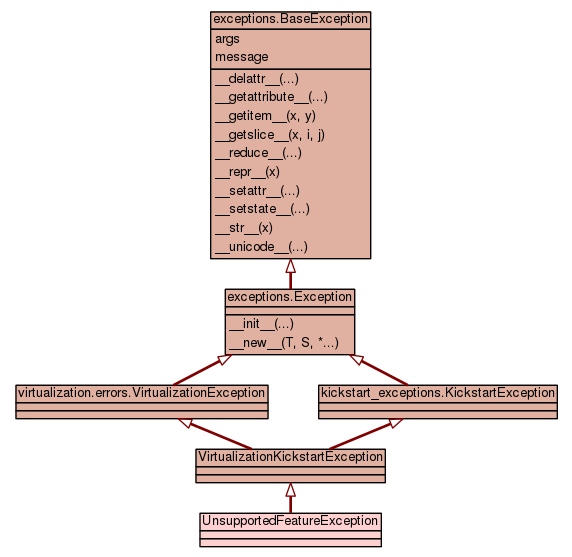 exceptions.BaseException
args
message
__delattr__(...)
__getattribute__(...)
__getitem__(x, y)
__getslice__(x, i, j)
__reduce__(...)
__repr__(x)
__setattr__(...)
__setstate__(...)
__str__(x)
__unicode__(...)
exceptions.Exception
__init__(...)
__new__(T, S, *...)
virtualization.errors.VirtualizationException
kickstart_exceptions.KickstartException
VirtualizationKickstartException
UnsupportedFeatureException